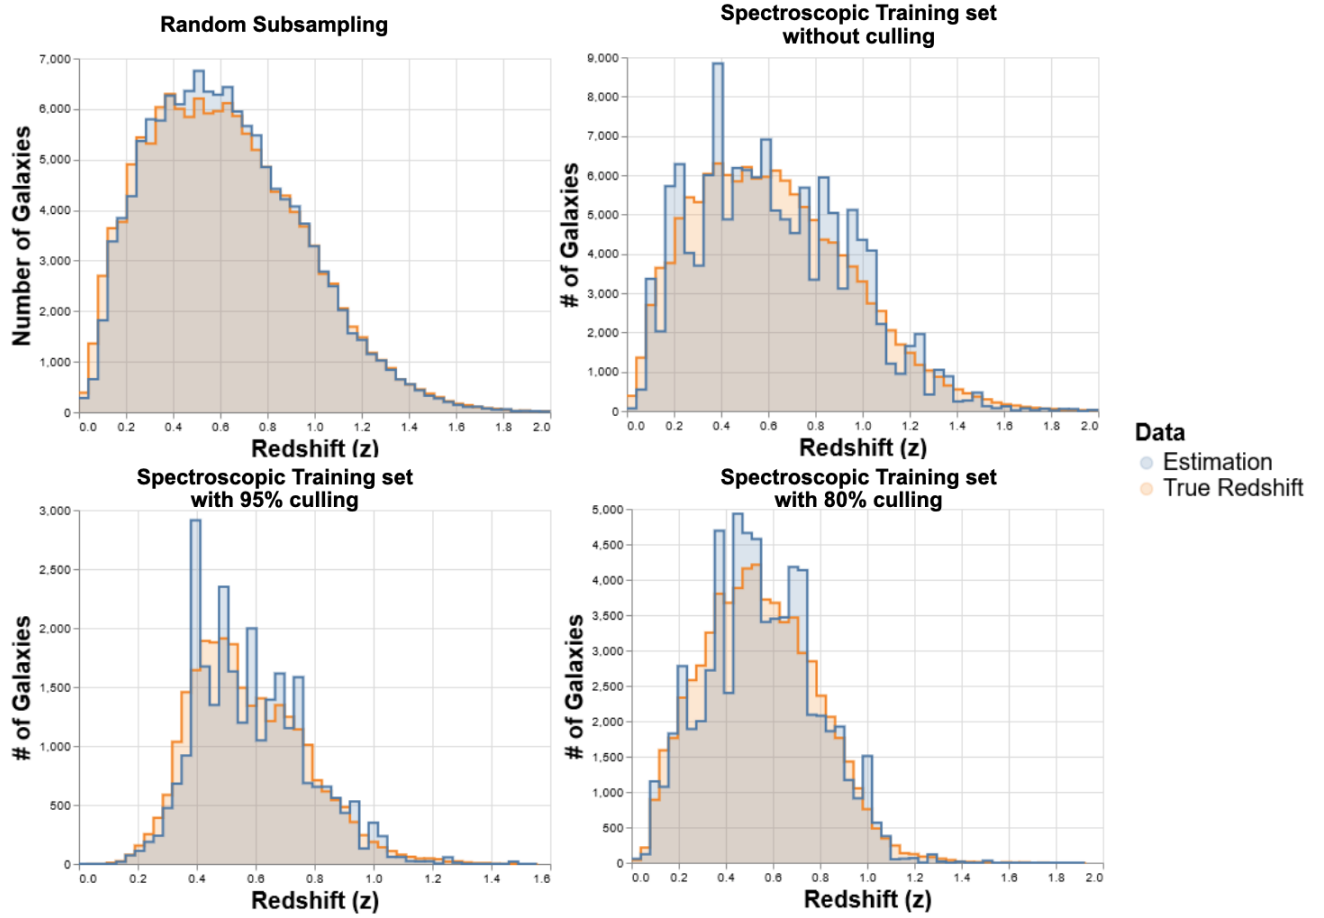 Random Subsampling
7,000
6,000
5,000
4,000
3,000
2,000
1,000
0
Number of Galaxies
0.0 0.2 0.4 0.6 0.8 1.0 1.2 1.4 1.6 1.8 2.0
Redshift (z)
Spectroscopic Training set
without culling
9,000
8,000
7,000
6,000
5,000
4,000
3,000
2,000
1,000
0
# of Galaxies
0.0 0.2 0.4 0.6 0.8 1.0 1.2 1.4 1.6 1.8 2.0
Redshift (z)
Data
Estimation
True Redshift
Spectroscopic Training set
with 95% culling
3,000
2,500
2,000
1,500
1,000
500
0
# of Galaxies
0.0 0.2 0.4 0.6 0.8 1.0 1.2 1.4 1.6
Redshift (z)
Spectroscopic Training set
with 80% culling
5,000
4,500
4,000
3,500
3,000
2,500
2,000
1,500
1,000
500
0
# of Galaxies
0.0 0.2 0.4 0.6 0.8 1.0 1.2 1.4 1.6 1.8 2.0
Redshift (z)